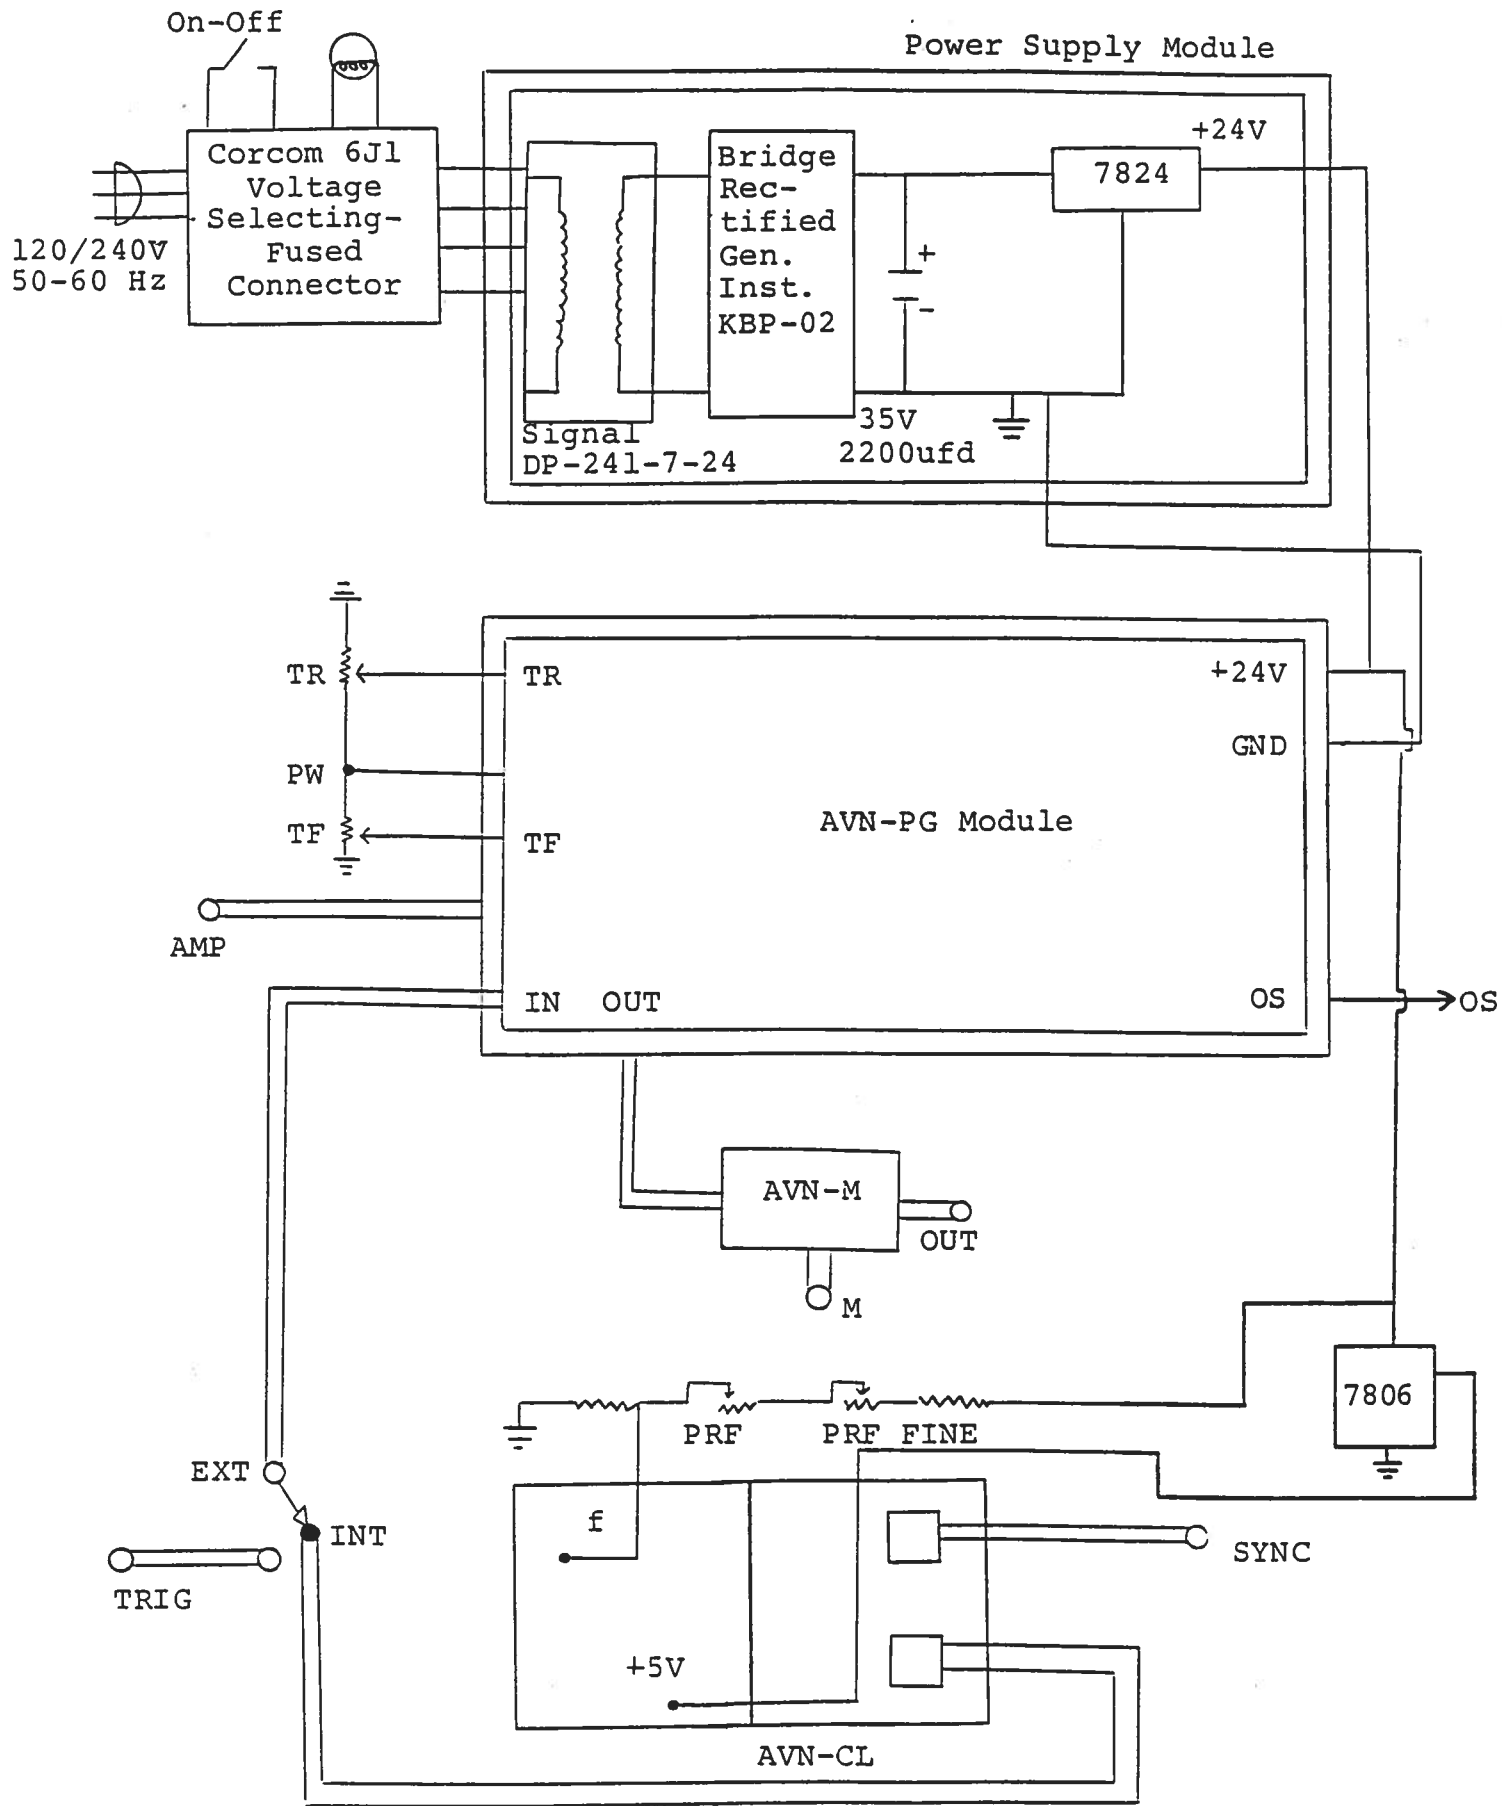 On-Off
Power Supply Module
+24V
Corcom 6J1
Voltage
Selecting-
Fused
Connector
120/240V
50-60 Hz
Bridge
Rec-
tified
Gen.
Inst.
KBP-02
7824
+
-
35V
2200ufd
Signal
DP-241-7-24
TR
TR
+24V
GND
PW
AVN-PG Module
TF
TF
AMP
IN OUT
OS
OS
AVN-M
OUT
M
7806
PRF
PRF FINE
EXT
INT
f
SYNC
TRIG
+5V
AVN-CL